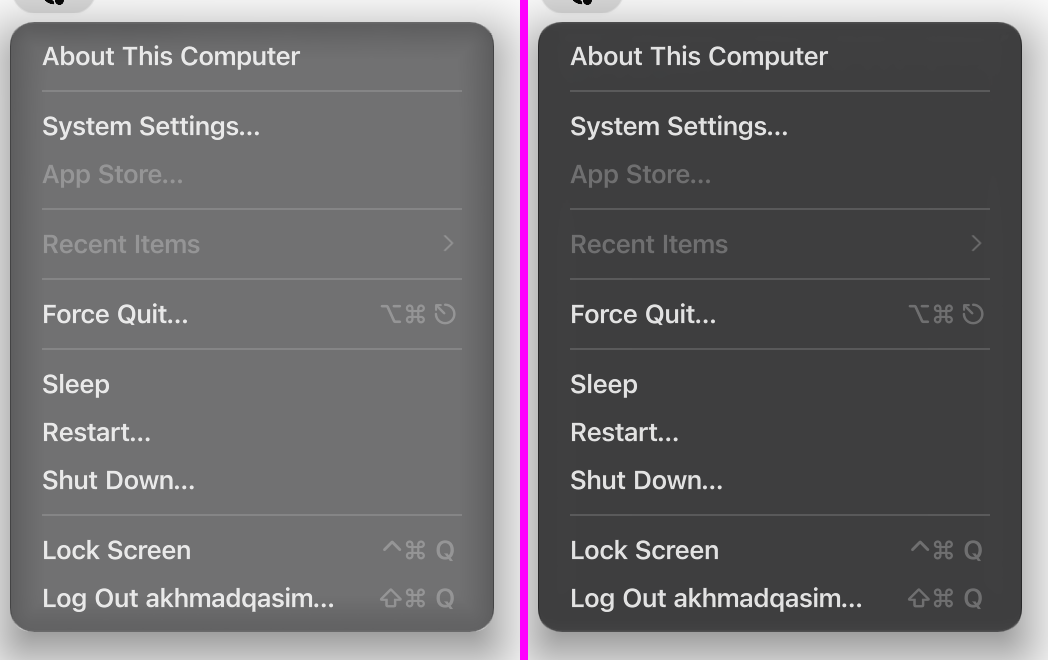 About This Computer
System Settings...
App Store...
Recent Items
Force Quit... ⌥⌘⎋
Sleep
Restart...
Shut Down...
Lock Screen ^⌘Q
Log Out akhmadqasim... ⇧⌘Q
About This Computer
System Settings...
App Store...
Recent Items
Force Quit... ⌥⌘⎋
Sleep
Restart...
Shut Down...
Lock Screen ^⌘Q
Log Out akhmadqasim... ⇧⌘Q